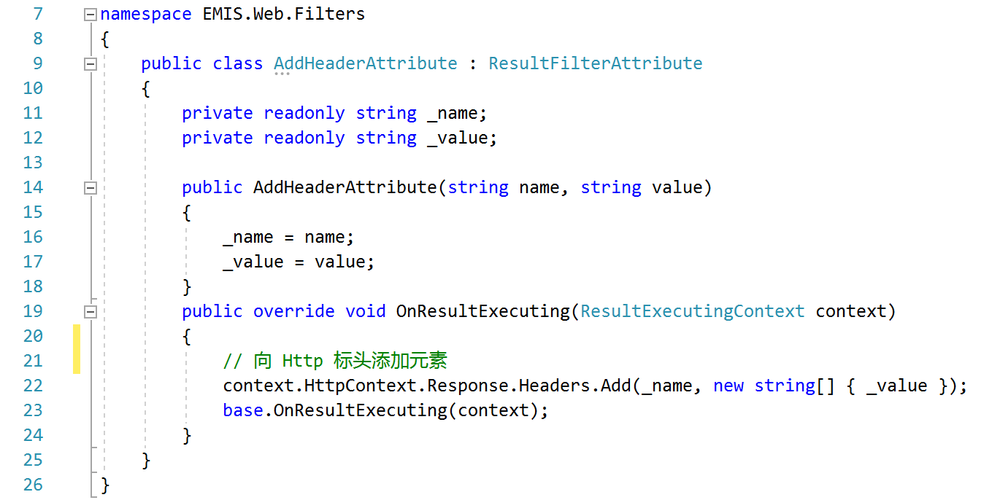 7 namespace EMIS.Web.Filters
8 {
9 public class AddHeaderAttribute : ResultFilterAttribute
10 {
11 private readonly string _name;
12 private readonly string _value;
13
14 public AddHeaderAttribute(string name, string value)
15 {
16 _name = name;
17 _value = value;
18 }
19 public override void OnResultExecuting(ResultExecutingContext context)
20 {
21 // 向 Http 标头添加元素
22 context.HttpContext.Response.Headers.Add(_name, new string[] { _value });
23 base.OnResultExecuting(context);
24 }
25 }
26 }